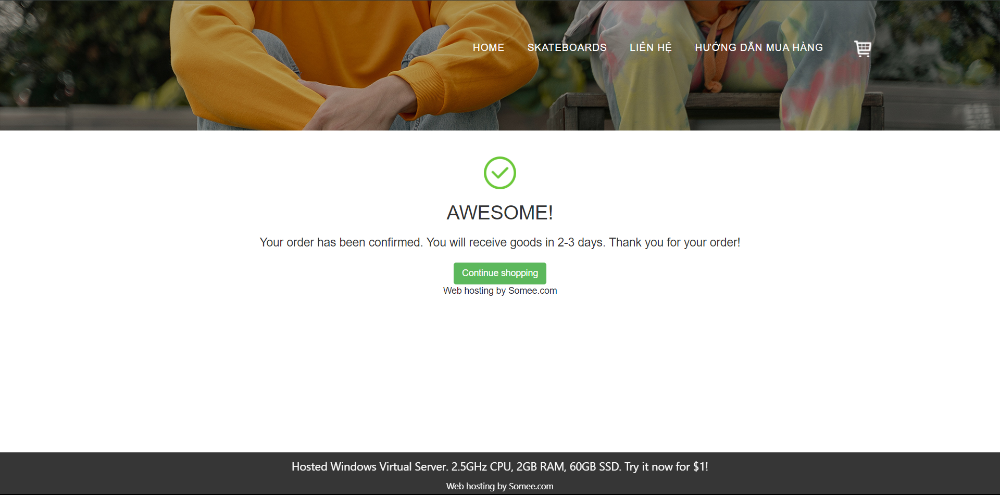 HOME SKATEBOARDS LIÊN HỆ HƯỚNG DẪN MUA HÀNG
AWESOME!
Your order has been confirmed. You will receive goods in 2-3 days. Thank you for your order!
Continue shopping
Web hosting by Somee.com
Hosted Windows Virtual Server. 2.5GHz CPU, 2GB RAM, 60GB SSD. Try it now for $1!
Web hosting by Somee.com